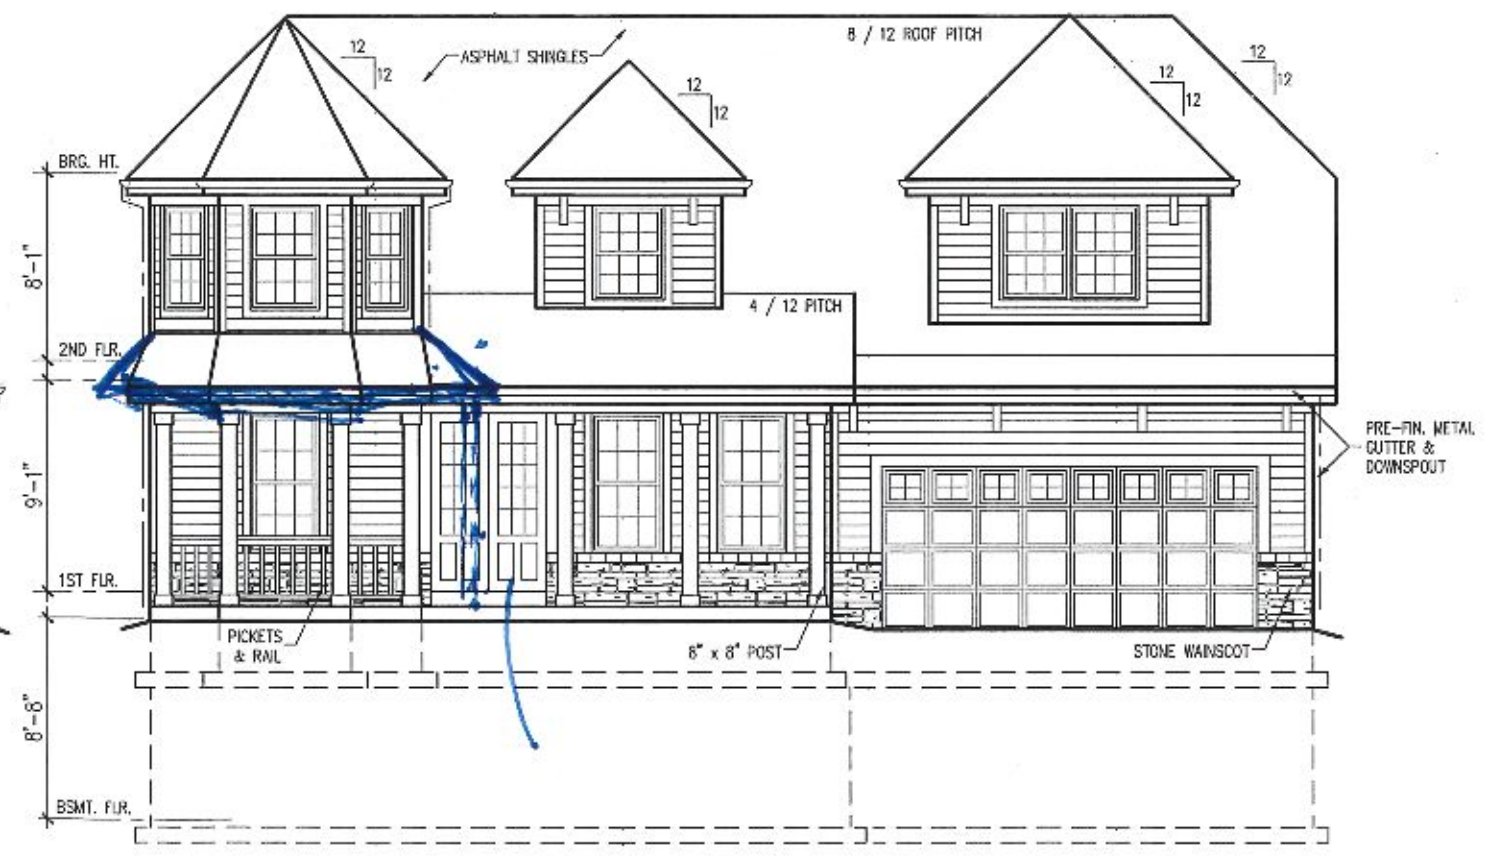 8 / 12 ROOF PITCH
12
12
ASPHALT SHINGLES
12
12
12
12
12
12
BRG. HT.
8'-1"
4 / 12 PITCH
2ND FLR.
9'-1"
PRE-FIN. METAL
GUTTER &
DOWNSPOUT
1ST FLR.
PICKETS
& RAIL
8" x 8" POST
STONE WAINSCOT
8'-8"
BSMT. FLR.